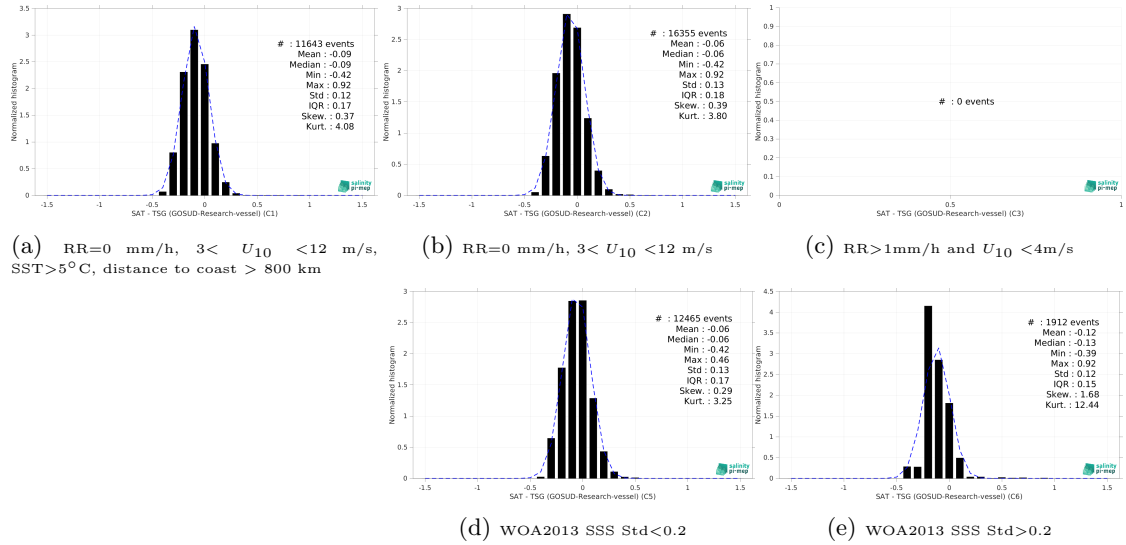 3.5
3
2.5
2
1.5
1
0.5
0
Normalized histogram
# : 11643 events
Mean : -0.09
Median : -0.09
Min : -0.42
Max : 0.92
Std : 0.12
IQR : 0.17
Skew. : 0.37
Kurt. : 4.08
salinity
pi-mep
-1.5 -1 -0.5 0 0.5 1 1.5
SAT - TSG (GOSUD-Research-vessel) (C1)
(a) RR=0 mm/h, 3< U10 <12 m/s,
SST>5°C, distance to coast > 800 km
3
2.5
2
1.5
1
0.5
0
Normalized histogram
# : 16355 events
Mean : -0.06
Median : -0.06
Min : -0.42
Max : 0.92
Std : 0.13
IQR : 0.18
Skew. : 0.39
Kurt. : 3.80
salinity
pi-mep
-1.5 -1 -0.5 0 0.5 1 1.5
SAT - TSG (GOSUD-Research-vessel) (C2)
(b) RR=0 mm/h, 3< U10 <12 m/s
1
0.9
0.8
0.7
0.6
0.5
0.4
0.3
0.2
0.1
0
Normalized histogram
# : 0 events
salinity
pi-mep
0 0.5 1
SAT - TSG (GOSUD-Research-vessel) (C3)
(c) RR>1mm/h and U10 <4m/s
3
2.5
2
1.5
1
0.5
0
Normalized histogram
# : 12465 events
Mean : -0.06
Median : -0.06
Min : -0.42
Max : 0.46
Std : 0.13
IQR : 0.17
Skew. : 0.29
Kurt. : 3.25
salinity
pi-mep
-1.5 -1 -0.5 0 0.5 1 1.5
SAT - TSG (GOSUD-Research-vessel) (C5)
(d) WOA2013 SSS Std<0.2
4.5
4
3.5
3
2.5
2
1.5
1
0.5
0
Normalized histogram
# : 1912 events
Mean : -0.12
Median : -0.13
Min : -0.39
Max : 0.92
Std : 0.12
IQR : 0.15
Skew. : 1.68
Kurt. : 12.44
salinity
pi-mep
-1.5 -1 -0.5 0 0.5 1 1.5
SAT - TSG (GOSUD-Research-vessel) (C6)
(e) WOA2013 SSS Std>0.2